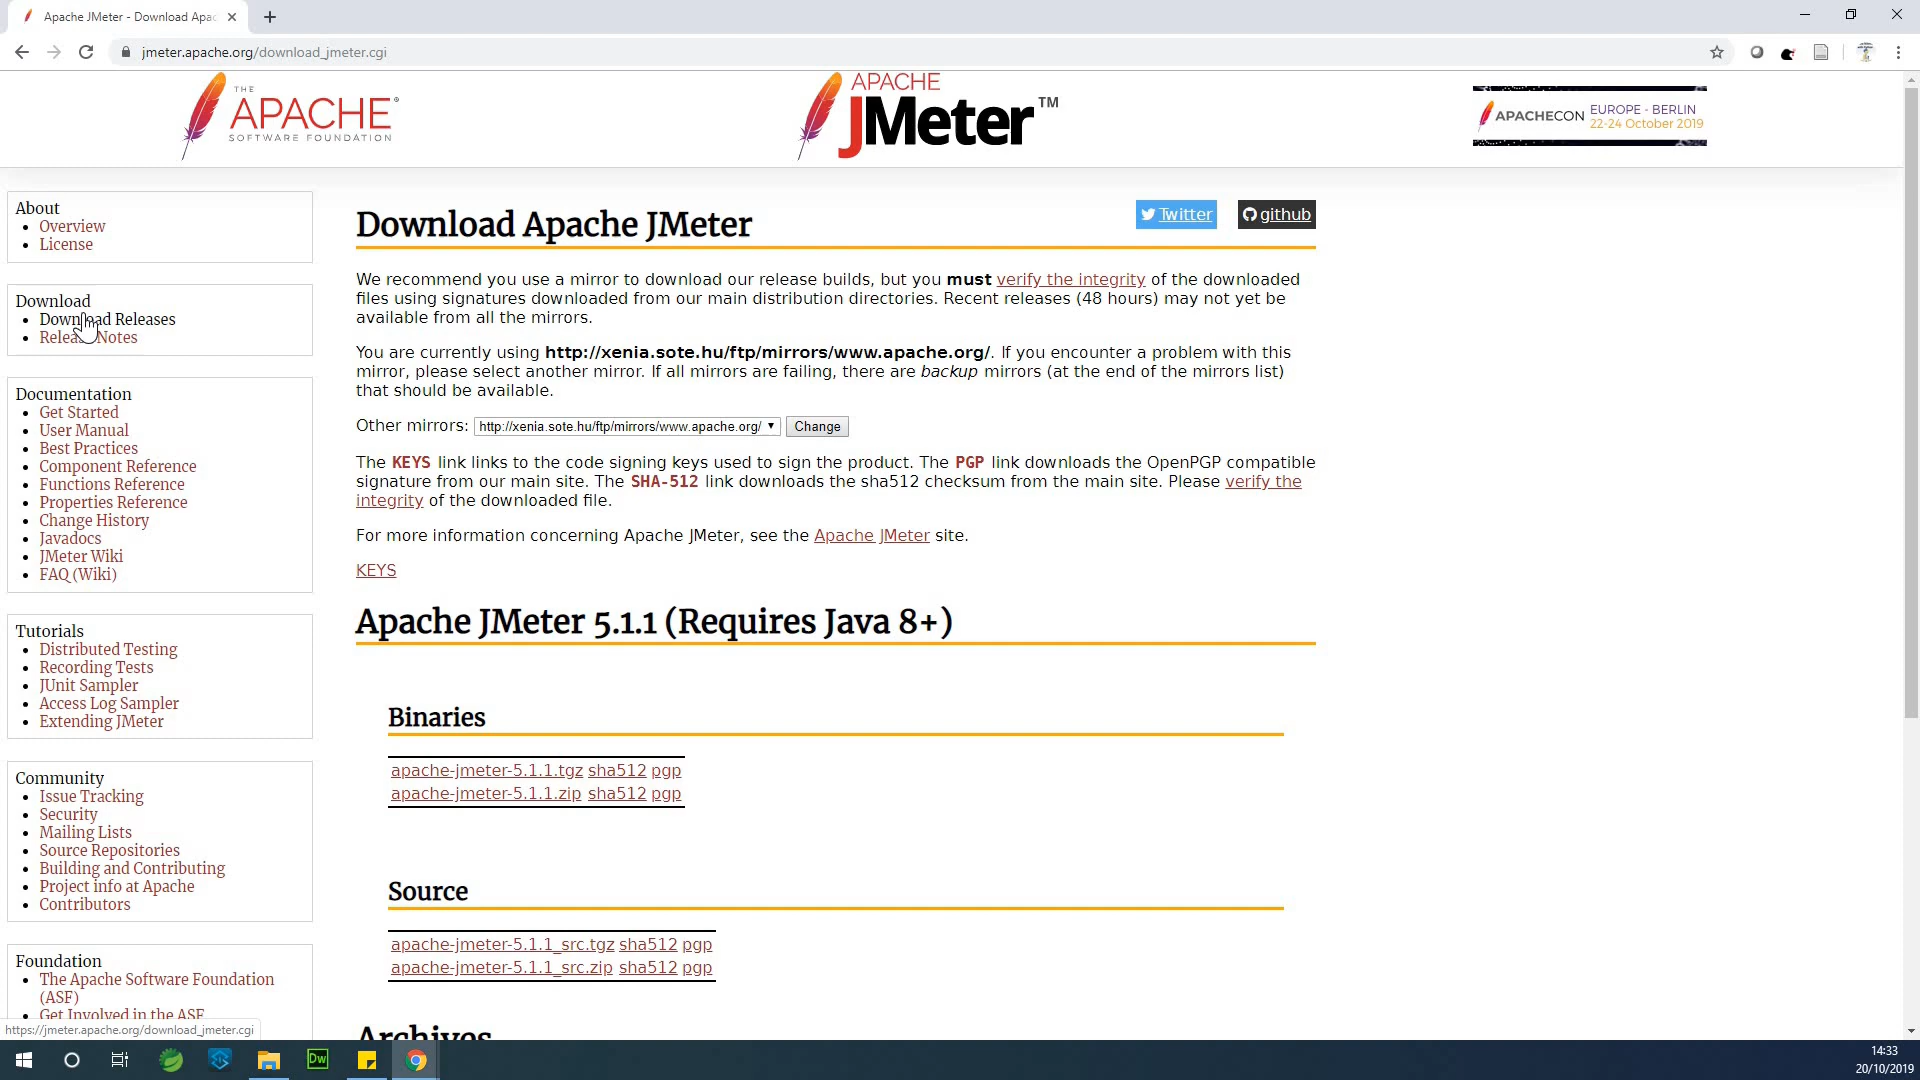 Apache JMeter - Download Apac
jmeter.apache.org/download_jmeter.cgi
THE
APACHE®
SOFTWARE FOUNDATION
APACHE
JMeter™
APACHECON EUROPE - BERLIN
22-24 October 2019
About
Overview
License
Download
Download Releases
Release Notes
Documentation
Get Started
User Manual
Best Practices
Component Reference
Functions Reference
Properties Reference
Change History
Javadocs
JMeter Wiki
FAQ (Wiki)
Tutorials
Distributed Testing
Recording Tests
JUnit Sampler
Access Log Sampler
Extending JMeter
Community
Issue Tracking
Security
Mailing Lists
Source Repositories
Building and Contributing
Project info at Apache
Contributors
Foundation
The Apache Software Foundation
(ASF)
Get Involved in the ASF
https://jmeter.apache.org/download_jmeter.cgi
Twitter github
Download Apache JMeter
We recommend you use a mirror to download our release builds, but you must verify the integrity of the downloaded
files using signatures downloaded from our main distribution directories. Recent releases (48 hours) may not yet be
available from all the mirrors.
You are currently using http://xenia.sote.hu/ftp/mirrors/www.apache.org/. If you encounter a problem with this
mirror, please select another mirror. If all mirrors are failing, there are backup mirrors (at the end of the mirrors list)
that should be available.
Other mirrors: http://xenia.sote.hu/ftp/mirrors/www.apache.org/ Change
The KEYS link links to the code signing keys used to sign the product. The PGP link downloads the OpenPGP compatible
signature from our main site. The SHA-512 link downloads the sha512 checksum from the main site. Please verify the
integrity of the downloaded file.
For more information concerning Apache JMeter, see the Apache JMeter site.
KEYS
Apache JMeter 5.1.1 (Requires Java 8+)
Binaries
apache-jmeter-5.1.1.tgz sha512 pgp
apache-jmeter-5.1.1.zip sha512 pgp
Source
apache-jmeter-5.1.1_src.tgz sha512 pgp
apache-jmeter-5.1.1_src.zip sha512 pgp
Archives
Dw
14:33
20/10/2019